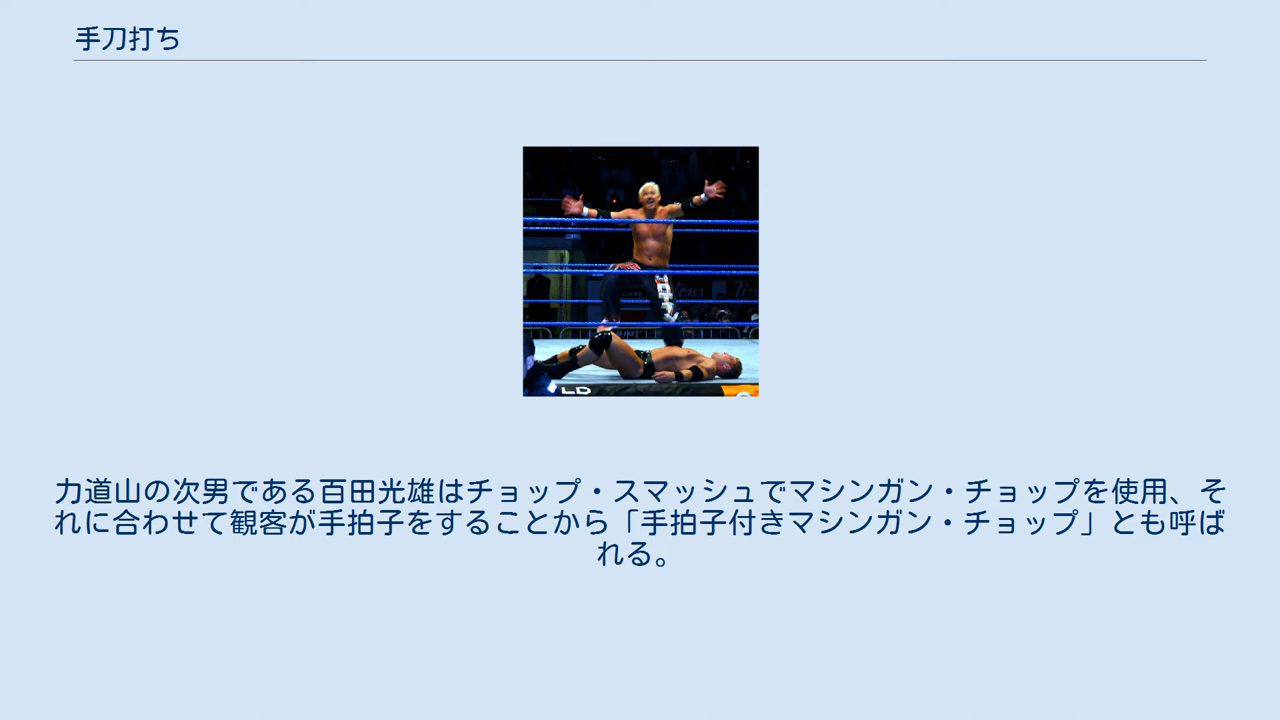 手刀打ち
LD
力道山の次男である百田光雄はチョップ・スマッシュでマシンガン・チョップを使用、そ
れに合わせて観客が手拍子をすることから「手拍子付きマシンガン・チョップ」とも呼ば
れる。